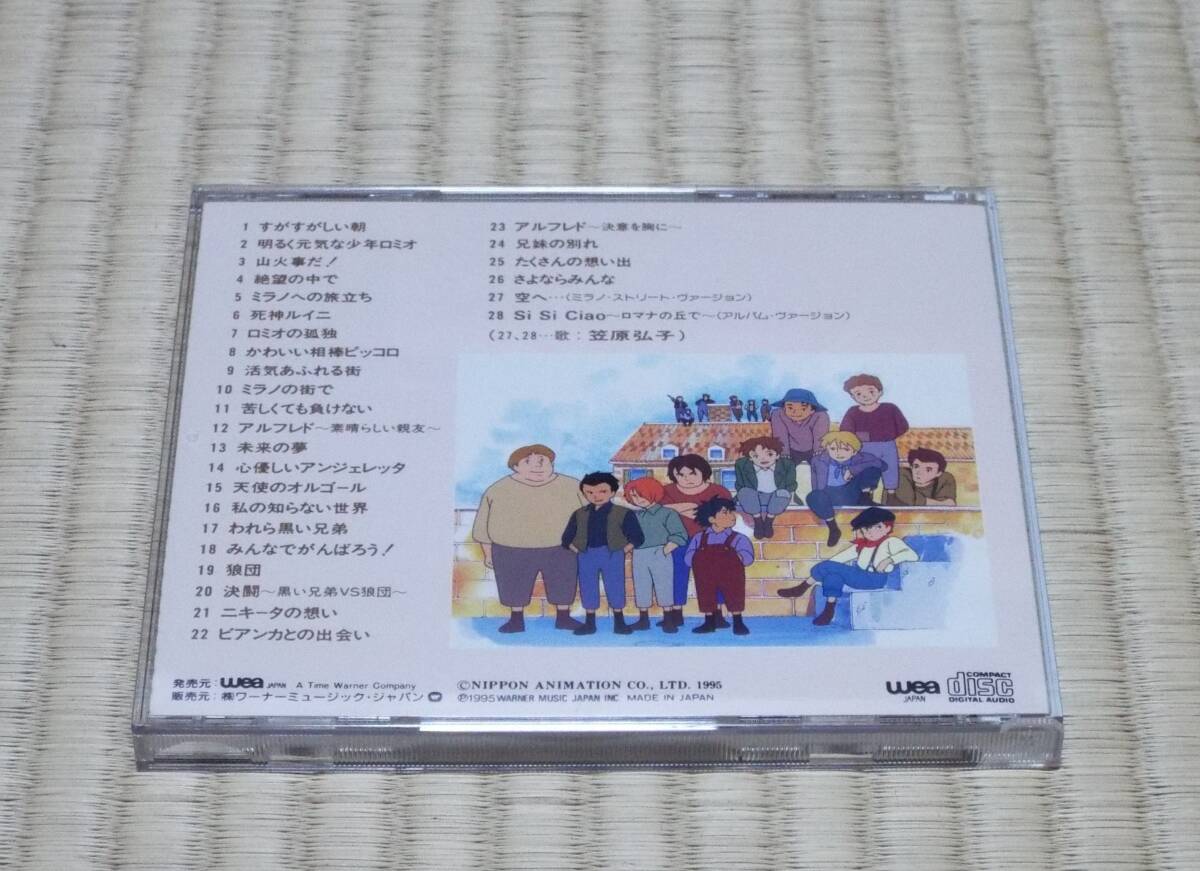 1 すがすがしい朝
2 明るく元気な少年ロミオ
3 山火事だ!
4 絶望の中で
5 ミラノへの旅立ち
6 死神ルイニ
7 ロミオの孤独
8 かわいい相棒ピッコロ
9 活気あふれる街
10 ミラノの街で
11 苦しくても負けない
12 アルフレド〜素晴らしい親友〜
13 未来の夢
14 心優しいアンジェレッタ
15 天使のオルゴール
16 私の知らない世界
17 われら黒い兄弟
18 みんなでがんばろう!
19 狼団
20 決闘〜黒い兄弟VS狼団〜
21 ニキータの想い
22 ビアンカとの出会い
23 アルフレド〜決意を胸に〜
24 兄妹の別れ
25 たくさんの想い出
26 さよならみんな
27 空へ…(ミラノ・ストリート・ヴァージョン)
28 Si Si Ciao〜ロマナの丘で〜(アルバム・ヴァージョン)
(27、28…歌:笠原弘子)
発売元:wea JAPAN A Time Warner Company
販売元:㈱ワーナーミュージック・ジャパン
©NIPPON ANIMATION CO., LTD. 1995
℗1995 WARNER MUSIC JAPAN INC. MADE IN JAPAN
wea JAPAN
COMPACT disc DIGITAL AUDIO